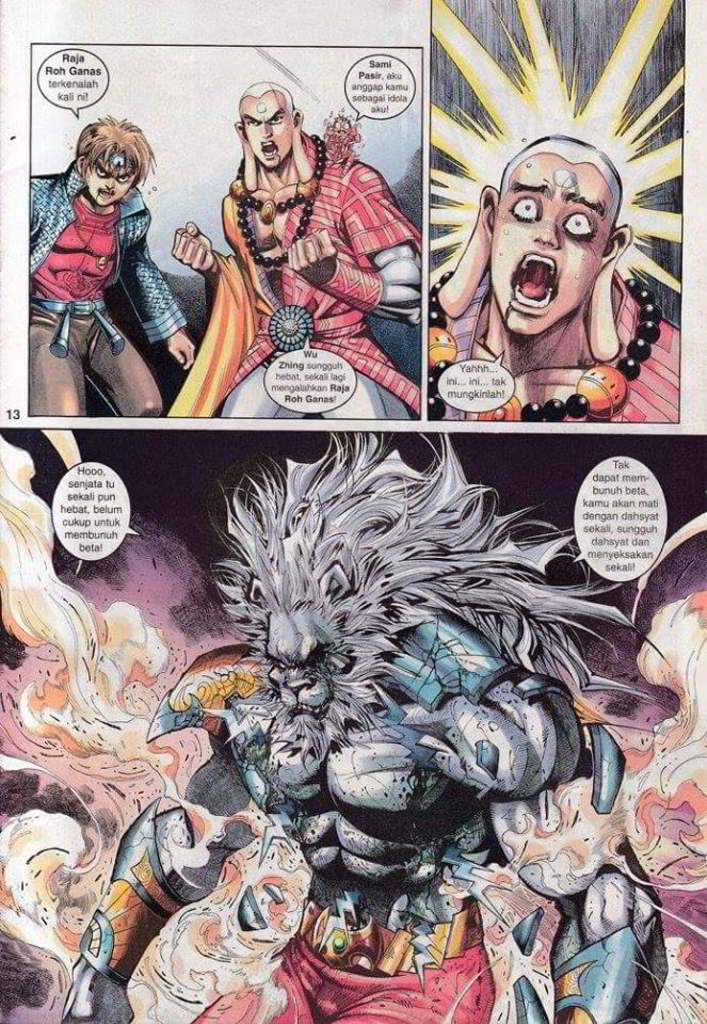 Raja
Roh Ganas
terkenalah
kali ni!
Sami
Pasir, aku
anggap kamu
sebagai idola
aku!
Wu
Zhing sungguh
hebat, sekali lagi
mengalahkan Raja
Roh Ganas!
Yahhh...
ini... ini... tak
mungkinlah!
13
Hooo,
senjata tu
sekali pun
hebat, belum
cukup untuk
membunuh
beta!
Tak
dapat mem-
bunuh beta,
kamu akan mati
dengan dahsyat
sekali, sungguh
dahsyat dan
menyeksakan
sekali!